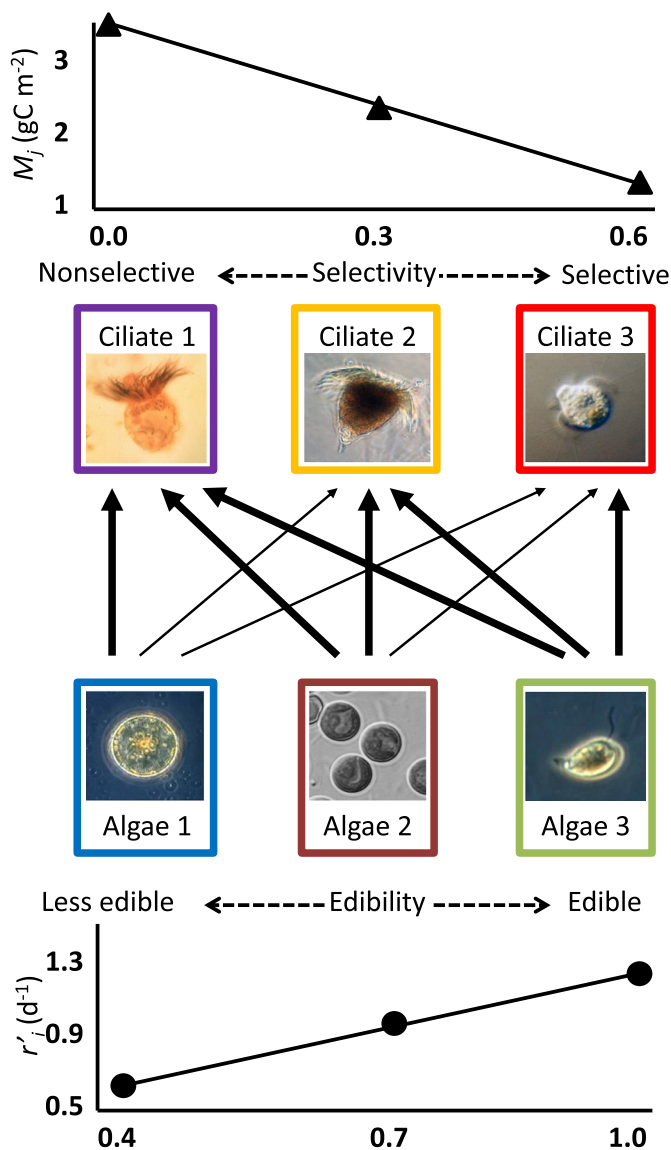 3
2
1
M_j (gC m⁻²)
0.0 0.3 0.6
Nonselective Selectivity Selective
Ciliate 1 Ciliate 2 Ciliate 3
Algae 1 Algae 2 Algae 3
Less edible Edibility Edible
1.3
0.9
0.5
r′_i (d⁻¹)
0.4 0.7 1.0